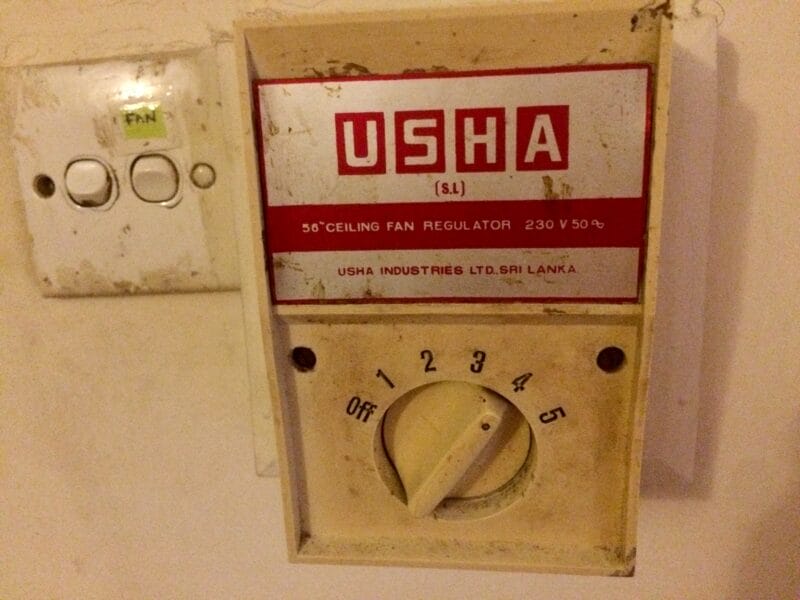 FAN
USHA
(S.L)
56" CEILING FAN REGULATOR 230 V 50 ∿
USHA INDUSTRIES LTD., SRI LANKA
Off 1 2 3 4 5